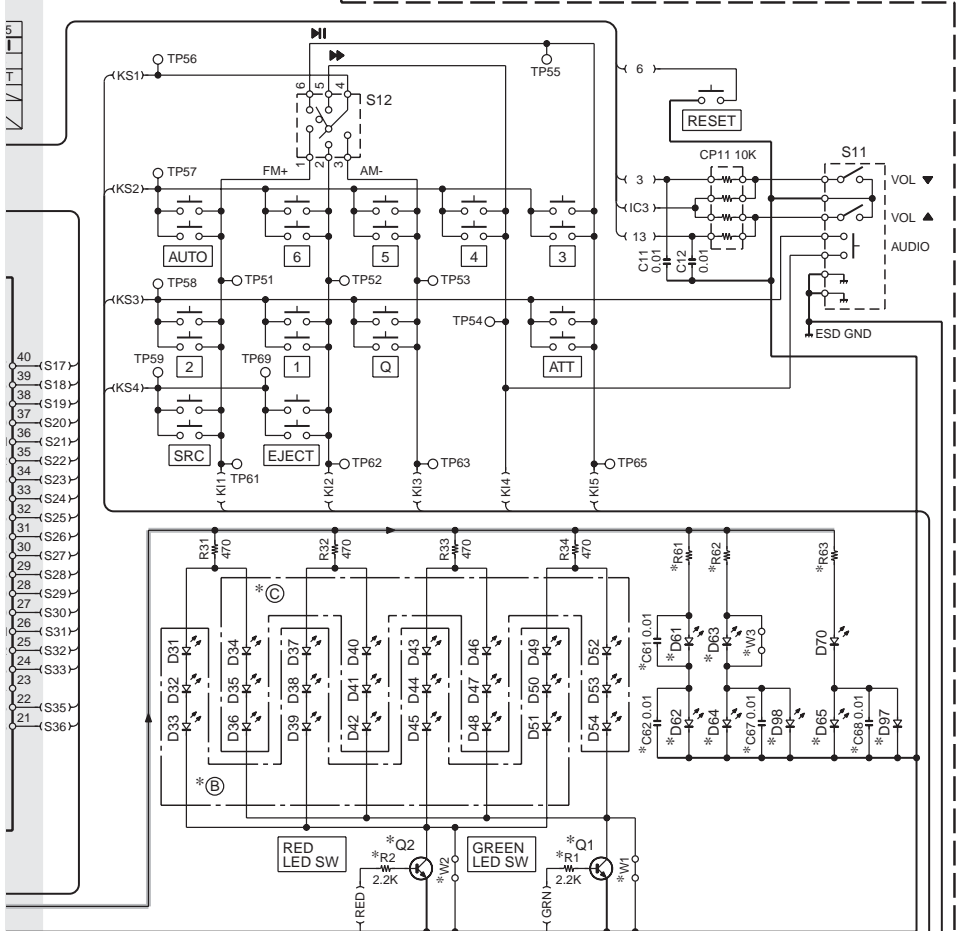 5
T
KS1
TP56
TP55
6 5 4
S12
1 2 3
FM+
AM-
6
RESET
CP11 10K
S11
3
IC3
13
VOL ▼
VOL ▲
AUDIO
C11 0.01
C12 0.01
ESD GND
KS2
TP57
AUTO
6
5
4
3
TP51
TP52
TP53
KS3
TP58
TP54
2
1
Q
ATT
TP59
TP69
KS4
SRC
EJECT
TP61
TP62
TP63
TP65
KI1
KI2
KI3
KI4
KI5
40 S17
39 S18
38 S19
37 S20
36 S21
35 S22
34 S23
33 S24
32 S25
31 S26
30 S27
29 S28
28 S29
27 S30
26 S31
25 S32
24 S33
23
22 S35
21 S36
R31 470
R32 470
R33 470
R34 470
*R61
*R62
*R63
*C
D31
D34
D37
D40
D43
D46
D49
D52
*C61 0.01
*D61
*D63
*W3
D70
D32
D35
D38
D41
D44
D47
D50
D53
D33
D36
D39
D42
D45
D48
D51
D54
*C62 0.01
*D62
*D64
*C67 0.01
*D98
*D65
*C68 0.01
*D97
*B
RED
LED SW
*Q2
*R2
2.2K
*W2
RED
GREEN
LED SW
*Q1
*R1
2.2K
*W1
GRN